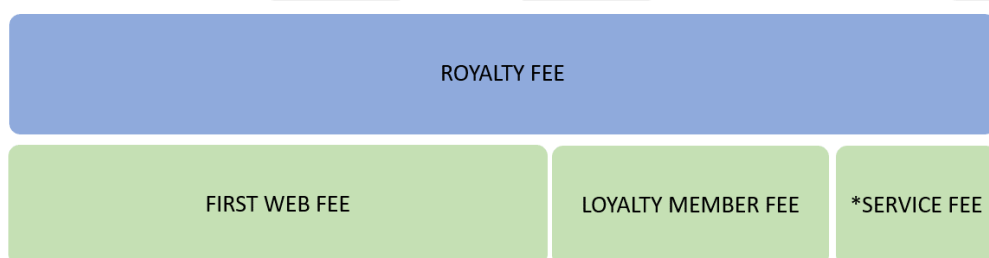 ROYALTY FEE
FIRST WEB FEE
LOYALTY MEMBER FEE
*SERVICE FEE